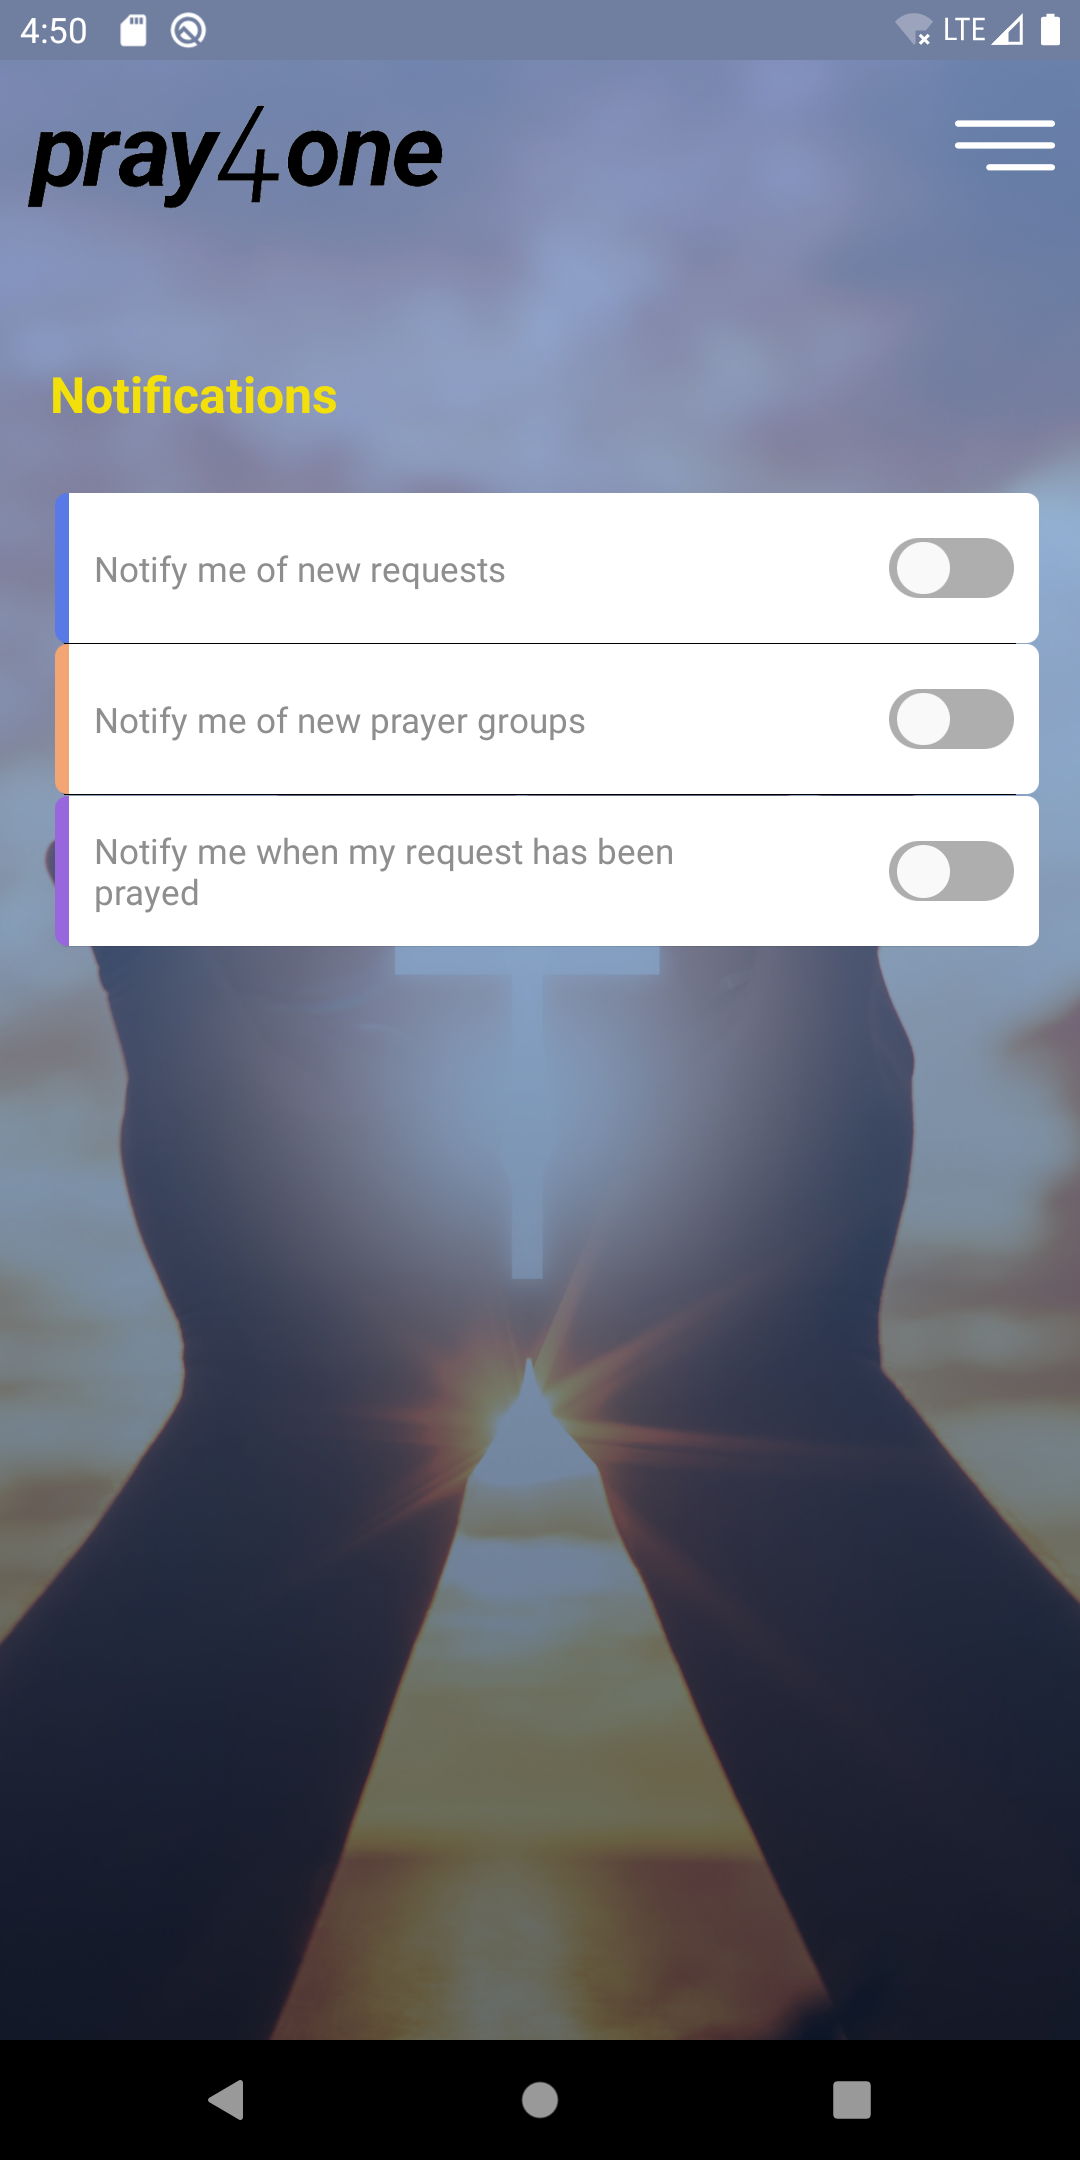 4:50 LTE
pray4one
Notifications
Notify me of new requests
Notify me of new prayer groups
Notify me when my request has been
prayed